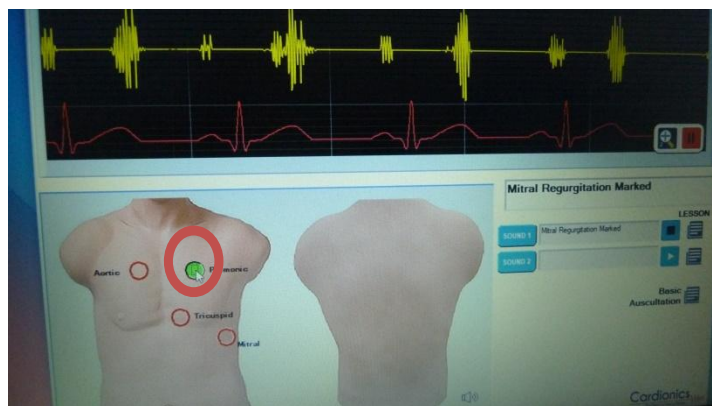 Mitral Regurgitation Marked
LESSON
SOUND 1 Mitral Regurgitation Marked
SOUND 2
Aortic
Pulmonic
Tricuspid
Mitral
Basic
Auscultation
Cardionics